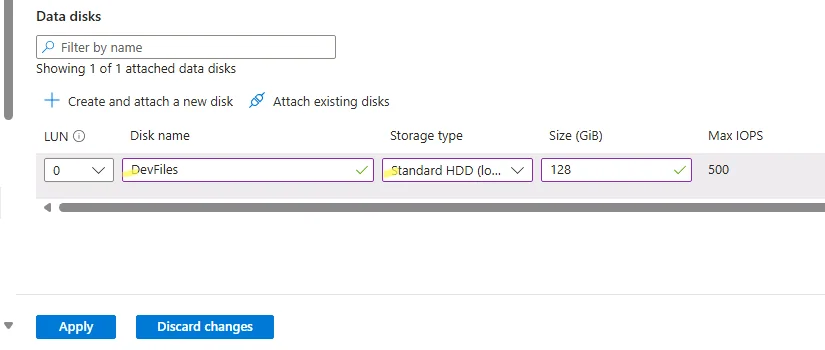 Data disks
Filter by name
Showing 1 of 1 attached data disks
Create and attach a new disk Attach existing disks
LUN Disk name Storage type Size (GiB) Max IOPS
0 DevFiles Standard HDD (lo... 128 500
Apply Discard changes